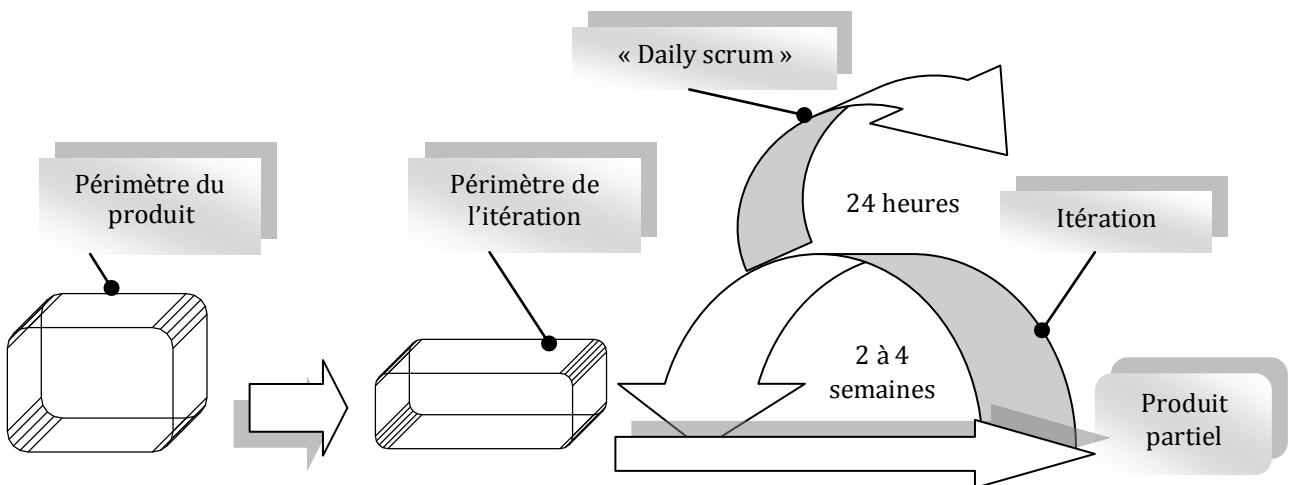 « Daily scrum »
Périmètre du
produit
Périmètre de
l’itération
24 heures
Itération
2 à 4
semaines
Produit
partiel